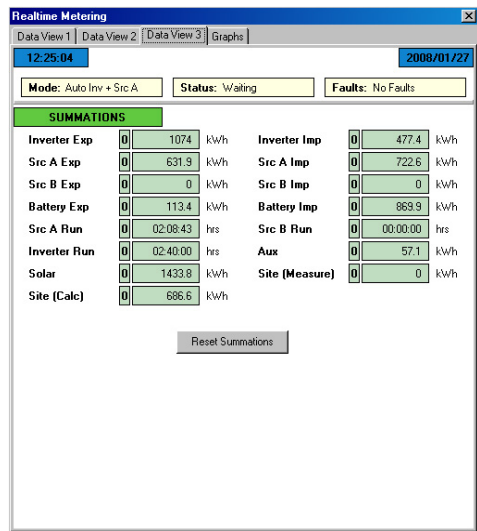 Realtime Metering
Data View 1 Data View 2 Data View 3 Graphs
12:25:04 2008/01/27
Mode: Auto Inv + Src A Status: Waiting Faults: No Faults
SUMMATIONS
Inverter Exp 0 1074 kWh Inverter Imp 0 477.4 kWh
Src A Exp 0 631.9 kWh Src A Imp 0 722.6 kWh
Src B Exp 0 0 kWh Src B Imp 0 0 kWh
Battery Exp 0 113.4 kWh Battery Imp 0 869.9 kWh
Src A Run 0 02:08:43 hrs Src B Run 0 00:00:00 hrs
Inverter Run 0 02:40:00 hrs Aux 0 57.1 kWh
Solar 0 1433.8 kWh Site (Measure) 0 0 kWh
Site (Calc) 0 686.6 kWh
Reset Summations